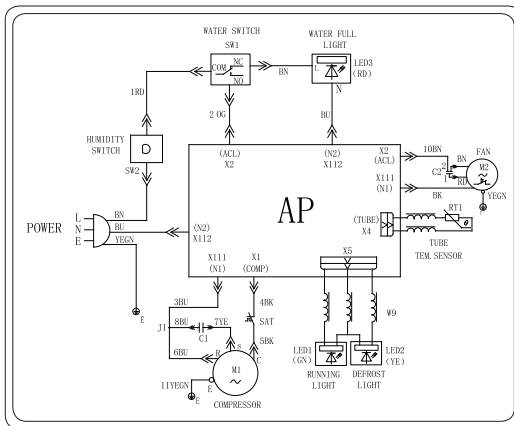 WATER SWITCH
SW1
WATER FULL
LIGHT
COM
NC
NO
BN
L
LED3
(RD)
N
1RD
2 OG
BU
HUMIDITY
SWITCH
SW2
(ACL)
X2
(N2)
X112
X2
(ACL)
10BN
FAN
M2
BN
2
C2
1
RD
X111
(N1)
BK
YEGN
E
AP
POWER
L
N
E
BN
BU
YEGN
(N2)
X112
(TUBE)
X4
RT1
θ
TUBE
TEM. SENSOR
X111
(N1)
X1
(COMP)
X5
E
3BU
4BK
W9
J1
8BU
7YE
C1
SAT
5BK
6BU
R
S
C
M1
11YEGN
E
E
COMPRESSOR
LED1
(GN)
LED2
(YE)
RUNNING
LIGHT
DEFROST
LIGHT